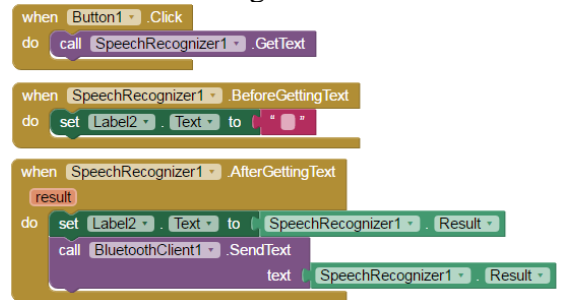 when Button1 .Click
do call SpeechRecognizer1 .GetText
when SpeechRecognizer1 .BeforeGettingText
do set Label2 . Text to " "
when SpeechRecognizer1 .AfterGettingText
result
do set Label2 . Text to SpeechRecognizer1 . Result
call BluetoothClient1 .SendText
text SpeechRecognizer1 . Result